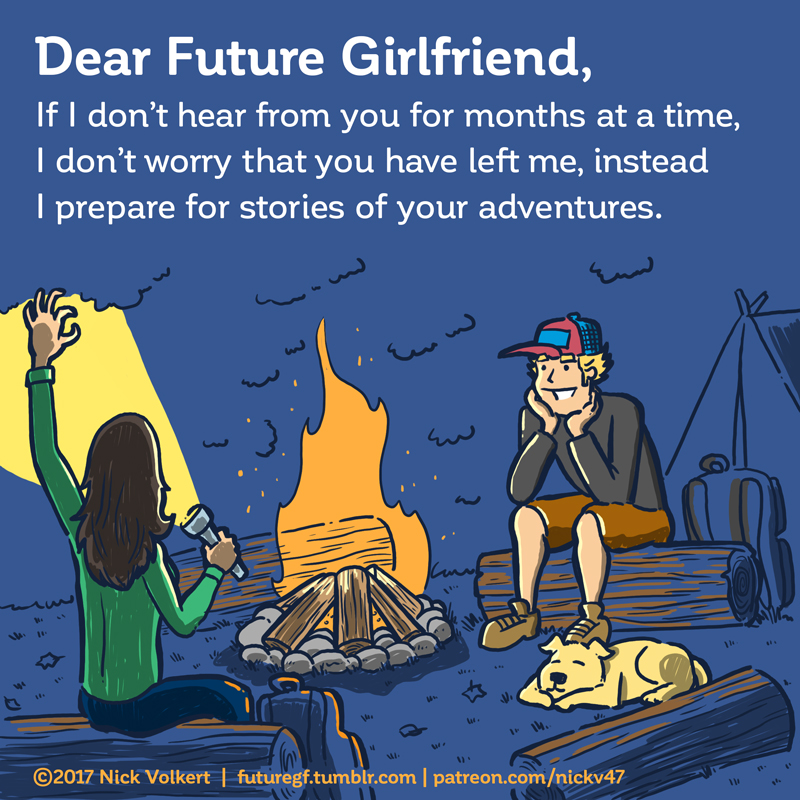 Dear Future Girlfriend,
If I don't hear from you for months at a time,
I don't worry that you have left me, instead
I prepare for stories of your adventures.
©2017 Nick Volkert | futuregf.tumblr.com | patreon.com/nickv47